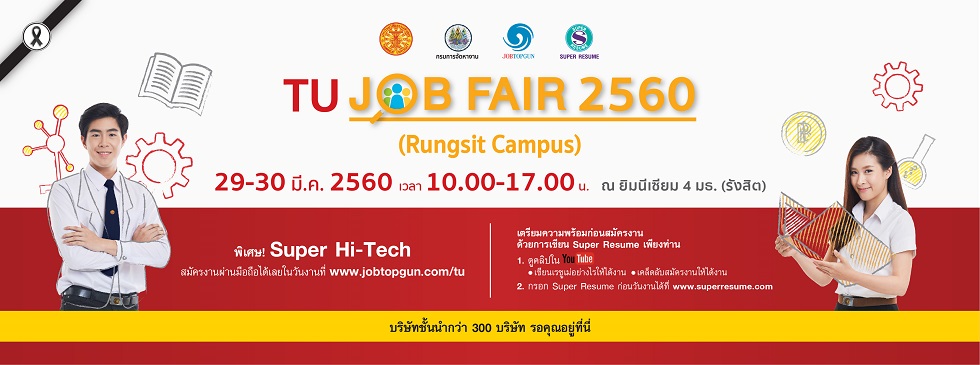 กรมการจัดหางาน
JOBTOPGUN
SUPER RESUME
SUPER RESUME
TU JOB FAIR 2560
(Rungsit Campus)
29-30 มี.ค. 2560 เวลา 10.00-17.00 น. ณ ยิมนีเซียม 4 มธ. (รังสิต)
พิเศษ! Super Hi-Tech
สมัครงานผ่านมือถือได้เลยในวันงานที่ www.jobtopgun.com/tu
เตรียมความพร้อมก่อนสมัครงาน
ด้วยการเขียน Super Resume เพียงท่าน
1. ดูคลิปใน YouTube
• เขียนเรซูเม่อย่างไรให้ได้งาน • เคล็ดลับสมัครงานให้ได้งาน
2. กรอก Super Resume ก่อนวันงานได้ที่ www.superresume.com
บริษัทชั้นนำกว่า 300 บริษัท รอคุณอยู่ที่นี่